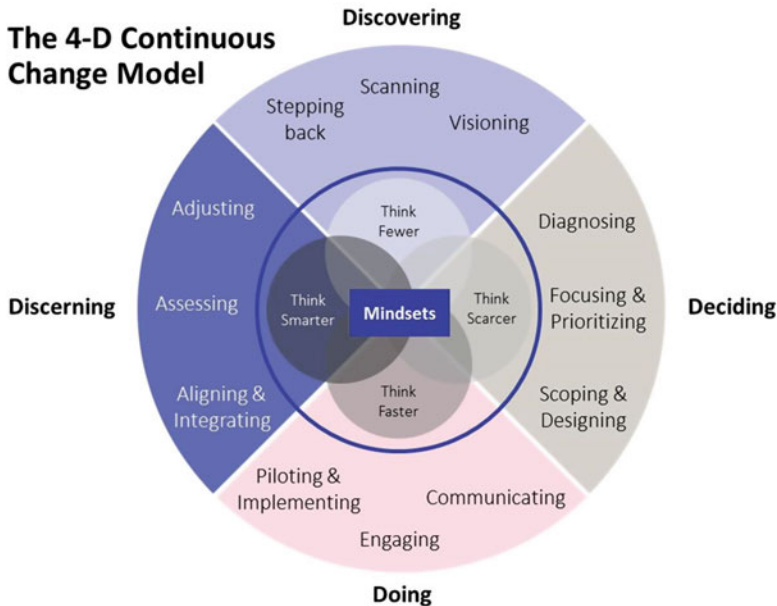 The 4-D Continuous
Change Model
Discovering
Stepping
back
Scanning
Visioning
Deciding
Diagnosing
Focusing &
Prioritizing
Scoping &
Designing
Doing
Communicating
Engaging
Piloting &
Implementing
Discerning
Aligning &
Integrating
Assessing
Adjusting
Mindsets
Think
Fewer
Think
Scarcer
Think
Faster
Think
Smarter